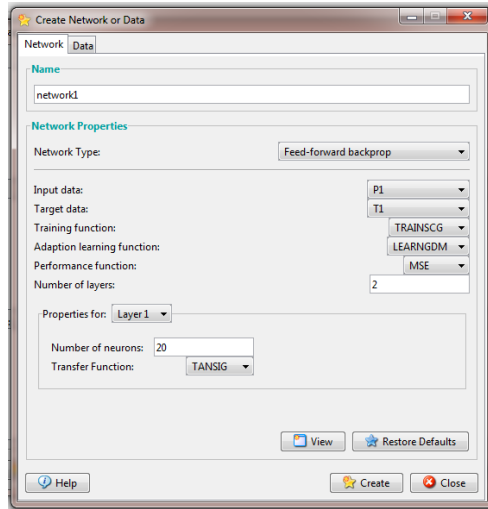 Create Network or Data
Network Data
Name
network1
Network Properties
Network Type: Feed-forward backprop
Input data: P1
Target data: T1
Training function: TRAINSCG
Adaption learning function: LEARNGDM
Performance function: MSE
Number of layers: 2
Properties for: Layer 1
Number of neurons: 20
Transfer Function: TANSIG
View Restore Defaults
Help Create Close